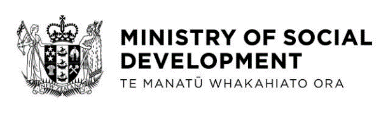 MINISTRY OF SOCIAL
DEVELOPMENT
TE MANATŪ WHAKAHIATO ORA